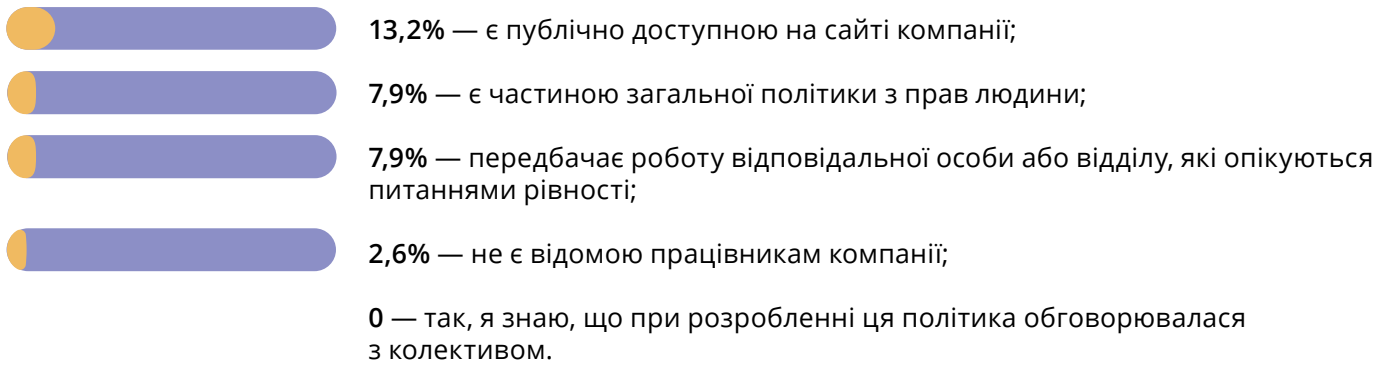 13,2% — є публічно доступною на сайті компанії;
7,9% — є частиною загальної політики з прав людини;
7,9% — передбачає роботу відповідальної особи або відділу, які опікуються
питаннями рівності;
2,6% — не є відомою працівникам компанії;
0 — так, я знаю, що при розробленні ця політика обговорювалася
з колективом.